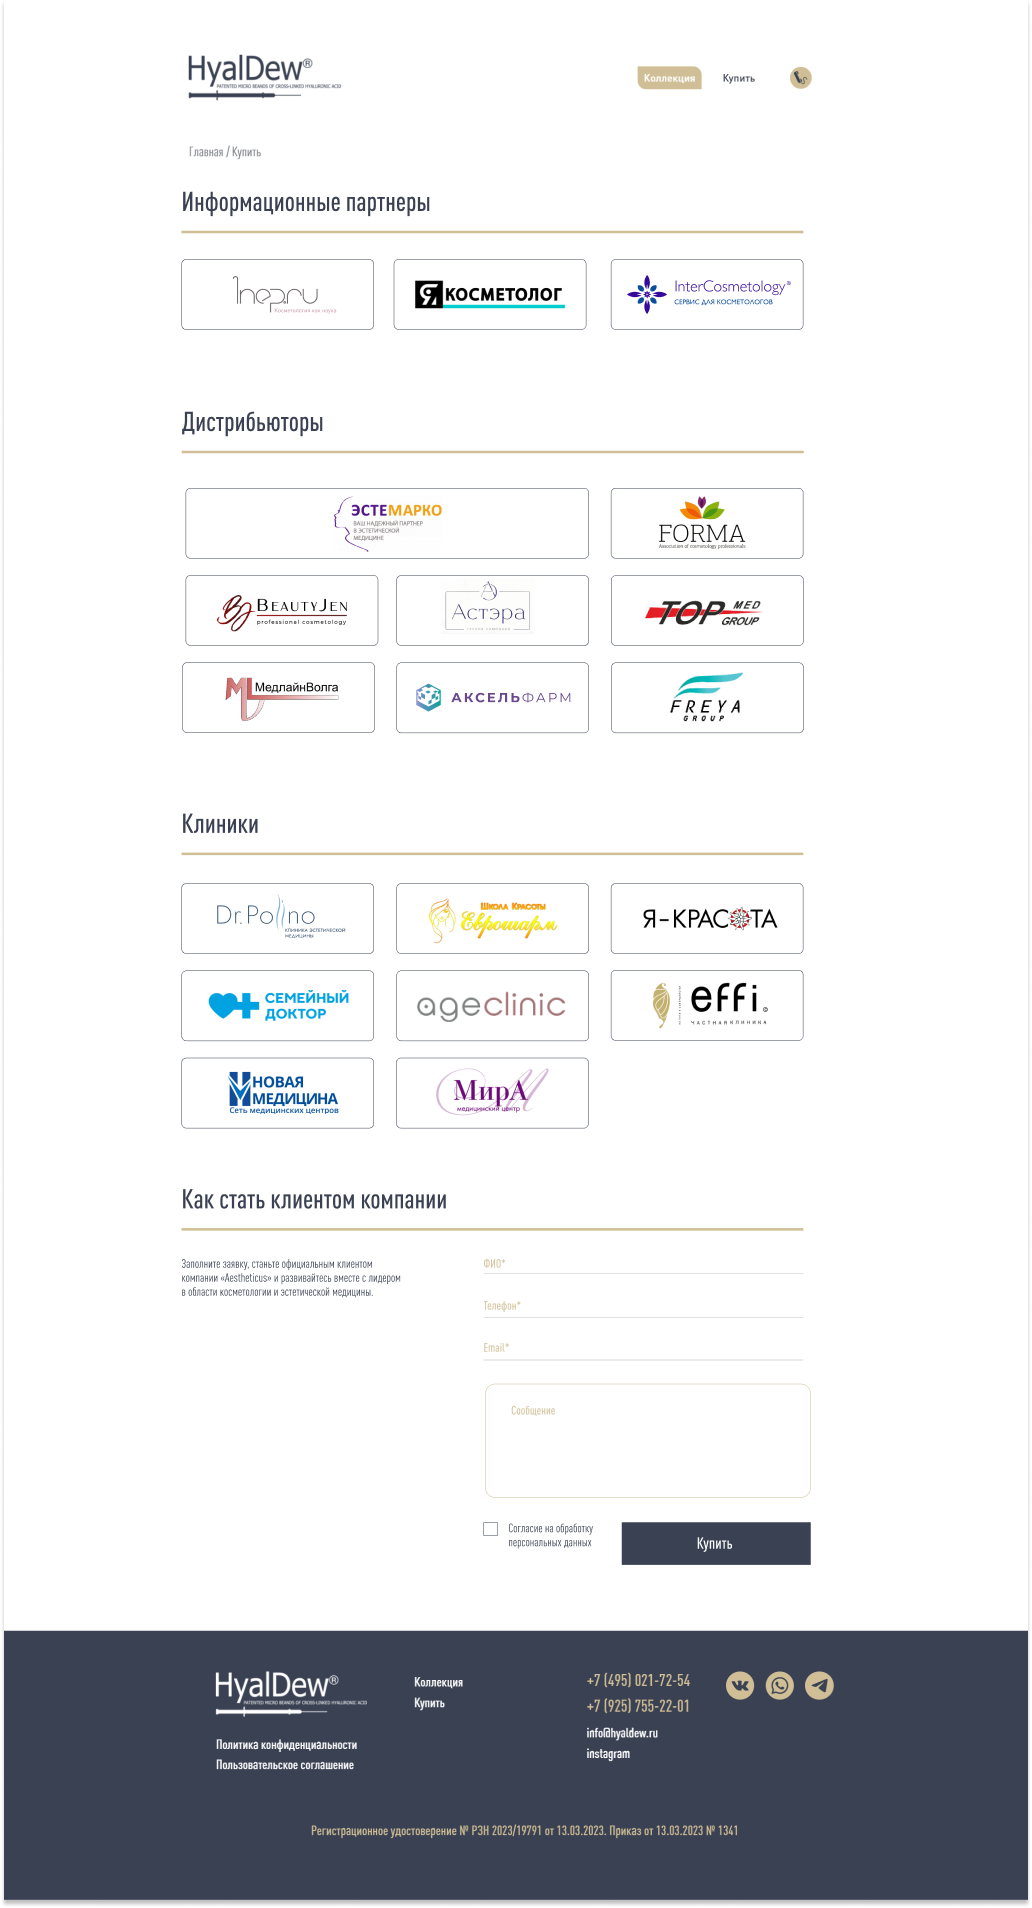 HyalDew®
PATENTED MICRO BEANDS OF CROSS-LINKED HYALURONIC ACID
Коллекция
Купить
Главная / Купить
Информационные партнеры
1nep.ru
Косметология как наука
Я КОСМЕТОЛОГ
InterCosmetology®
СЕРВИС ДЛЯ КОСМЕТОЛОГОВ
Дистрибьюторы
ЭСТЕМАРКО
ВАШ НАДЕЖНЫЙ ПАРТНЕР
В ЭСТЕТИЧЕСКОЙ
МЕДИЦИНЕ
FORMA
Association of cosmetology professionals
BEAUTYJEN
professional cosmetology
Астэра
ГРУППА КОМПАНИЙ
TOP MED
GROUP
МедлайнВолга
АКСЕЛЬФАРМ
FREYA
GROUP
Клиники
Dr.Polino
КЛИНИКА ЭСТЕТИЧЕСКОЙ
МЕДИЦИНЫ
Школа Красоты
Еврошарм
Я-КРАСОТА
СЕМЕЙНЫЙ
ДОКТОР
ageclinic
effi
ЧАСТНАЯ КЛИНИКА
НОВАЯ
МЕДИЦИНА
Сеть медицинских центров
МирА
медицинский центр
Как стать клиентом компании
Заполните заявку, станьте официальным клиентом
компании «Aestheticus» и развивайтесь вместе с лидером
в области косметологии и эстетической медицины.
ФИО*
Телефон*
Email*
Сообщение
Согласие на обработку
персональных данных
Купить
HyalDew®
PATENTED MICRO BEANDS OF CROSS-LINKED HYALURONIC ACID
Политика конфиденциальности
Пользовательское соглашение
Коллекция
Купить
+7 (495) 021-72-54
+7 (925) 755-22-01
info@hyaldew.ru
instagram
Регистрационное удостоверение № РЗН 2023/19791 от 13.03.2023. Приказ от 13.03.2023 № 1341